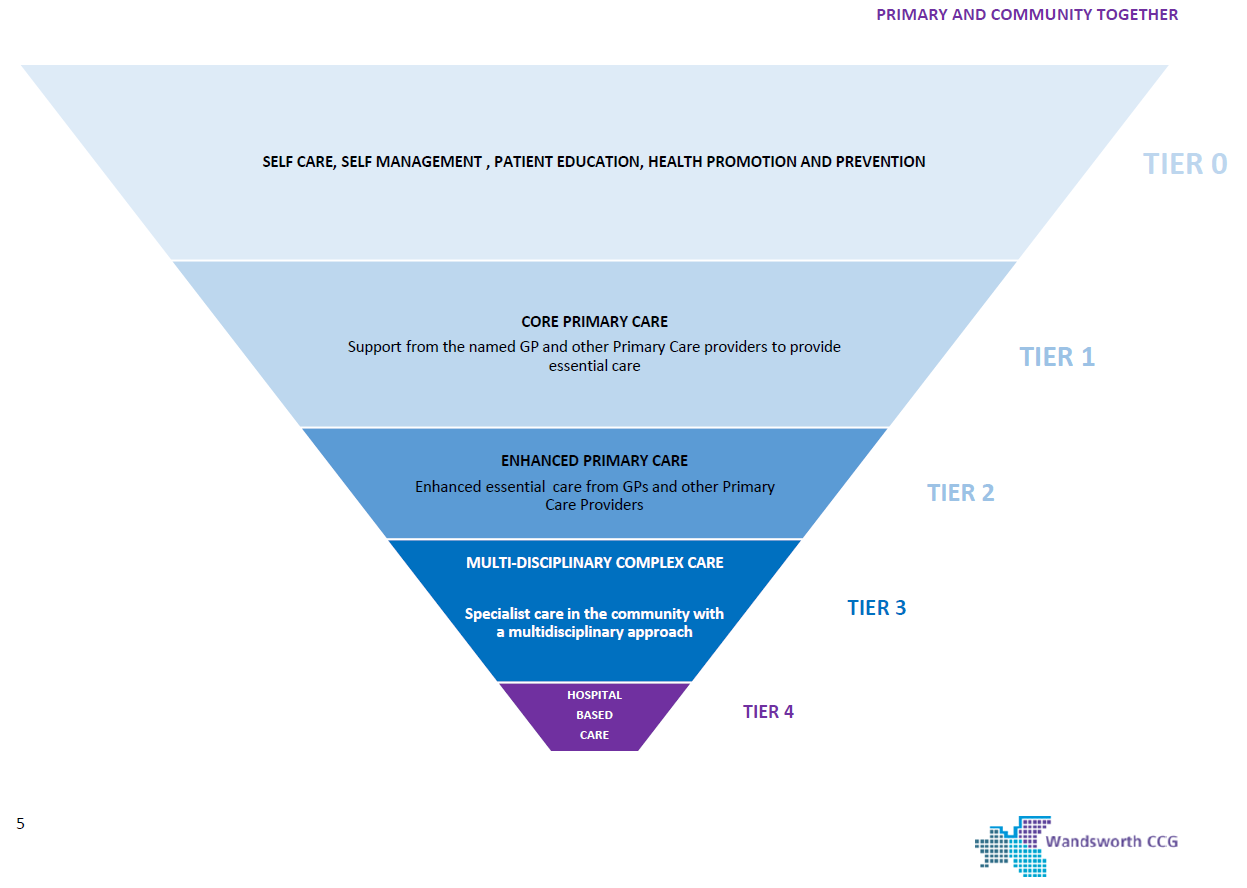 PRIMARY AND COMMUNITY TOGETHER
SELF CARE, SELF MANAGEMENT , PATIENT EDUCATION, HEALTH PROMOTION AND PREVENTION
TIER 0
CORE PRIMARY CARE
Support from the named GP and other Primary Care providers to provide
essential care
TIER 1
ENHANCED PRIMARY CARE
Enhanced essential  care from GPs and other Primary
Care Providers
TIER 2
MULTI-DISCIPLINARY COMPLEX CARE
Specialist care in the community with
a multidisciplinary approach
TIER 3
HOSPITAL
BASED
CARE
TIER 4
5
Wandsworth CCG